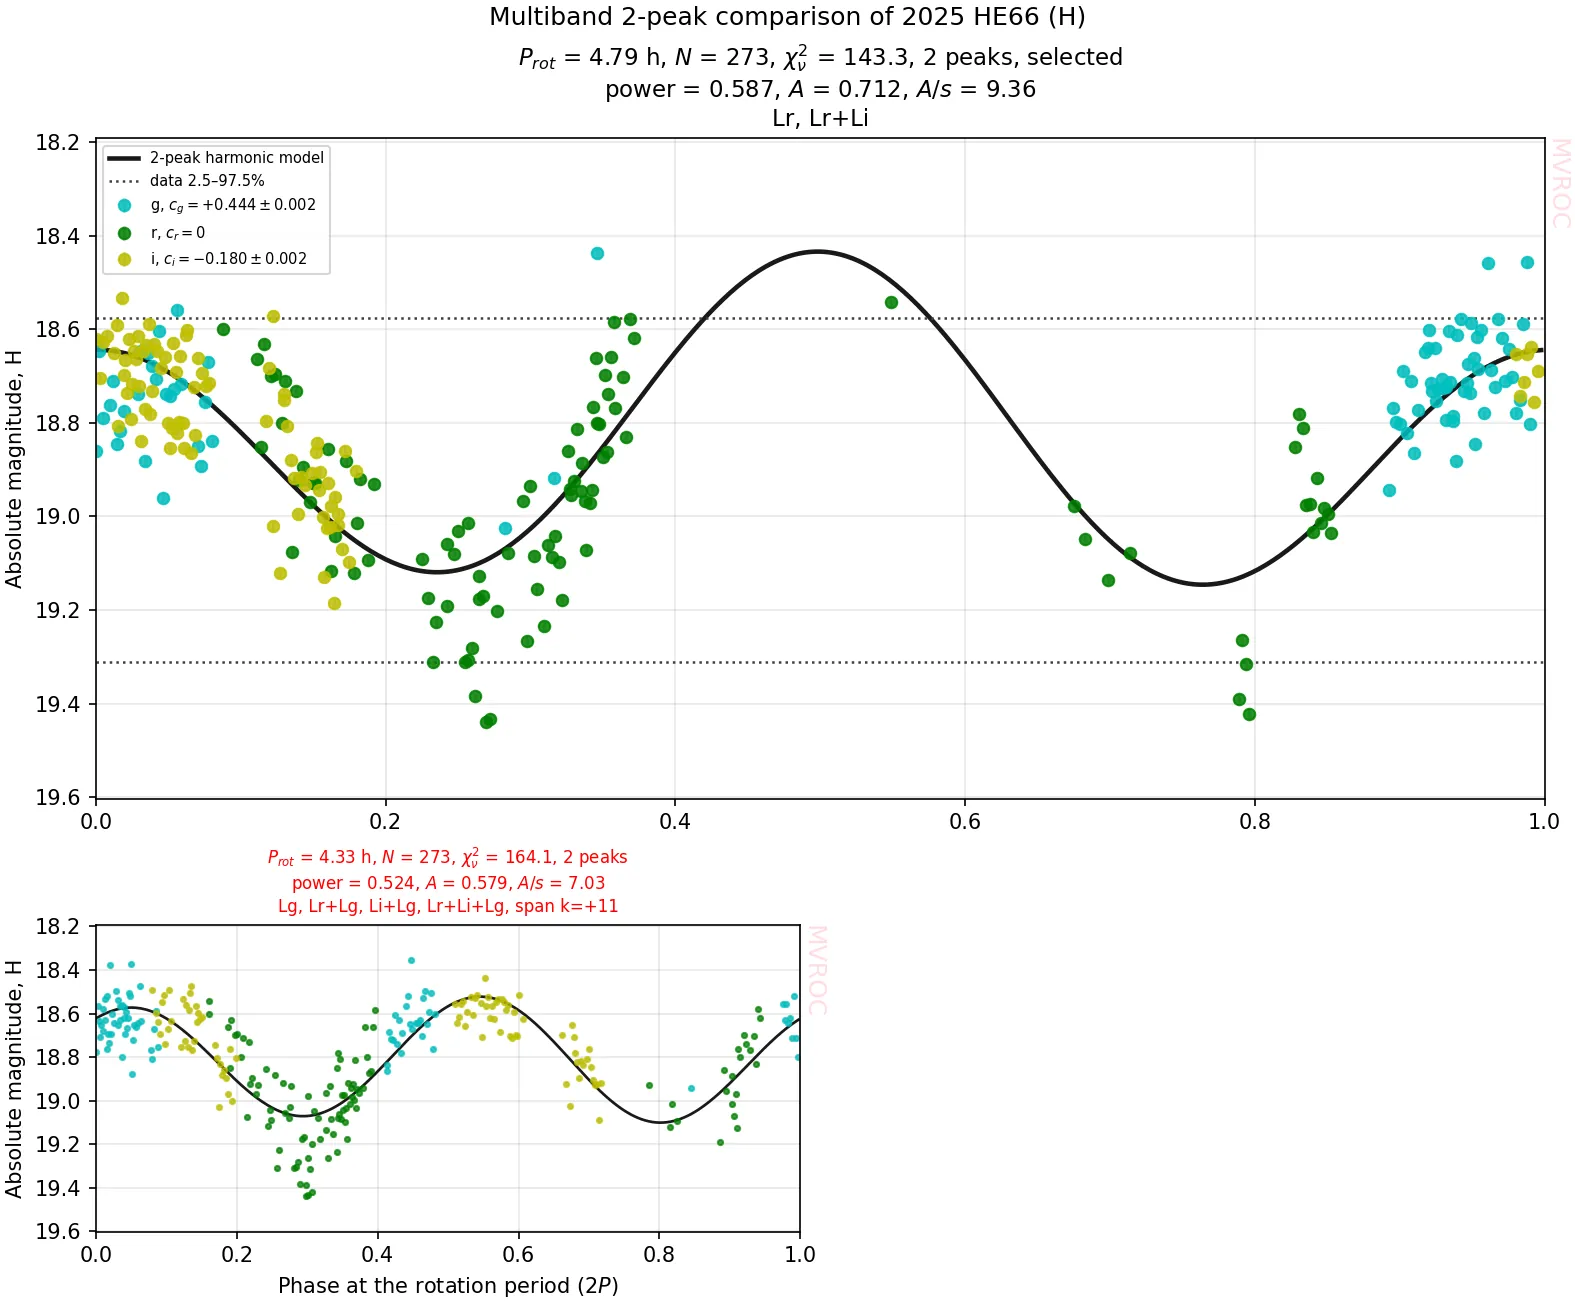 Multiband 2-peak comparison of 2025 HE66 (H)
P_rot = 4.79 h, N = 273, χ²_ν = 143.3, 2 peaks, selected
power = 0.587, A = 0.712, A/s = 9.36
Lr, Lr+Li
MVROC
2-peak harmonic model
data 2.5–97.5%
g, c_g = +0.444 ± 0.002
r, c_r = 0
i, c_i = −0.180 ± 0.002
Absolute magnitude, H
18.2
18.4
18.6
18.8
19.0
19.2
19.4
19.6
0.0 0.2 0.4 0.6 0.8 1.0
P_rot = 4.33 h, N = 273, χ²_ν = 164.1, 2 peaks
power = 0.524, A = 0.579, A/s = 7.03
Lg, Lr+Lg, Li+Lg, Lr+Li+Lg, span k=+11
MVROC
Absolute magnitude, H
18.2
18.4
18.6
18.8
19.0
19.2
19.4
19.6
0.0 0.2 0.4 0.6 0.8 1.0
Phase at the rotation period (2P)